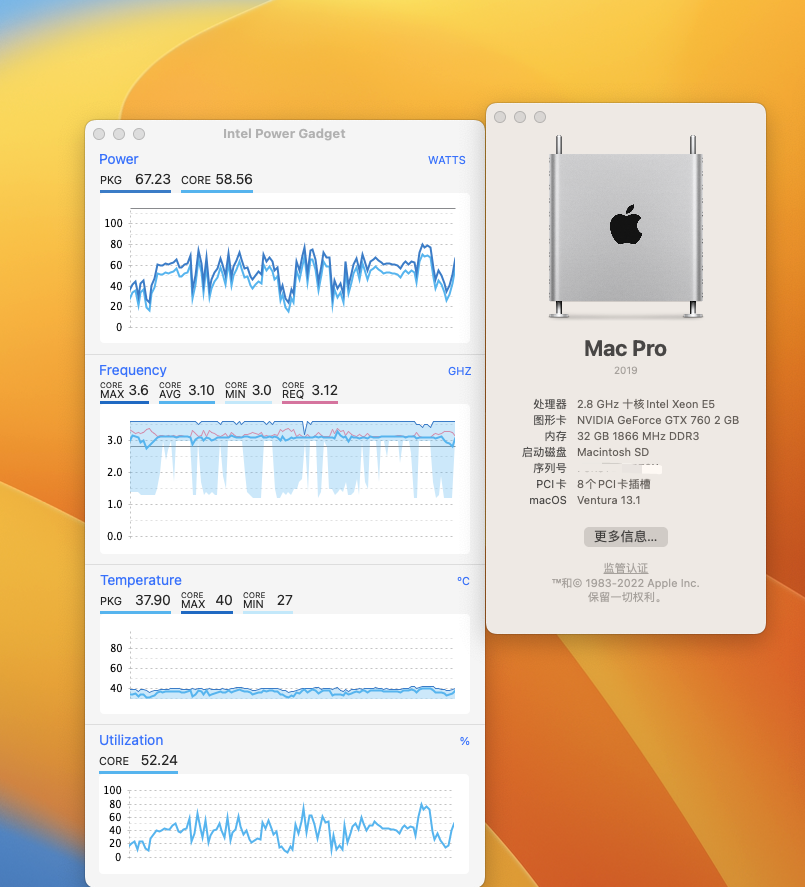 Intel Power Gadget
Power
WATTS
PKG 67.23 CORE 58.56
100
80
60
40
20
0
Frequency
GHZ
CORE MAX 3.6 CORE AVG 3.10 CORE MIN 3.0 CORE REQ 3.12
3.0
2.0
1.0
0.0
Temperature
ºC
PKG 37.90 CORE MAX 40 CORE MIN 27
80
60
40
Utilization
%
CORE 52.24
100
80
60
40
20
0
Mac Pro
2019
处理器 2.8 GHz 十核Intel Xeon E5
图形卡 NVIDIA GeForce GTX 760 2 GB
内存 32 GB 1866 MHz DDR3
启动磁盘 Macintosh SD
序列号
PCI卡 8个PCI卡插槽
macOS Ventura 13.1
更多信息...
监管认证
™和© 1983-2022 Apple Inc.
保留一切权利。